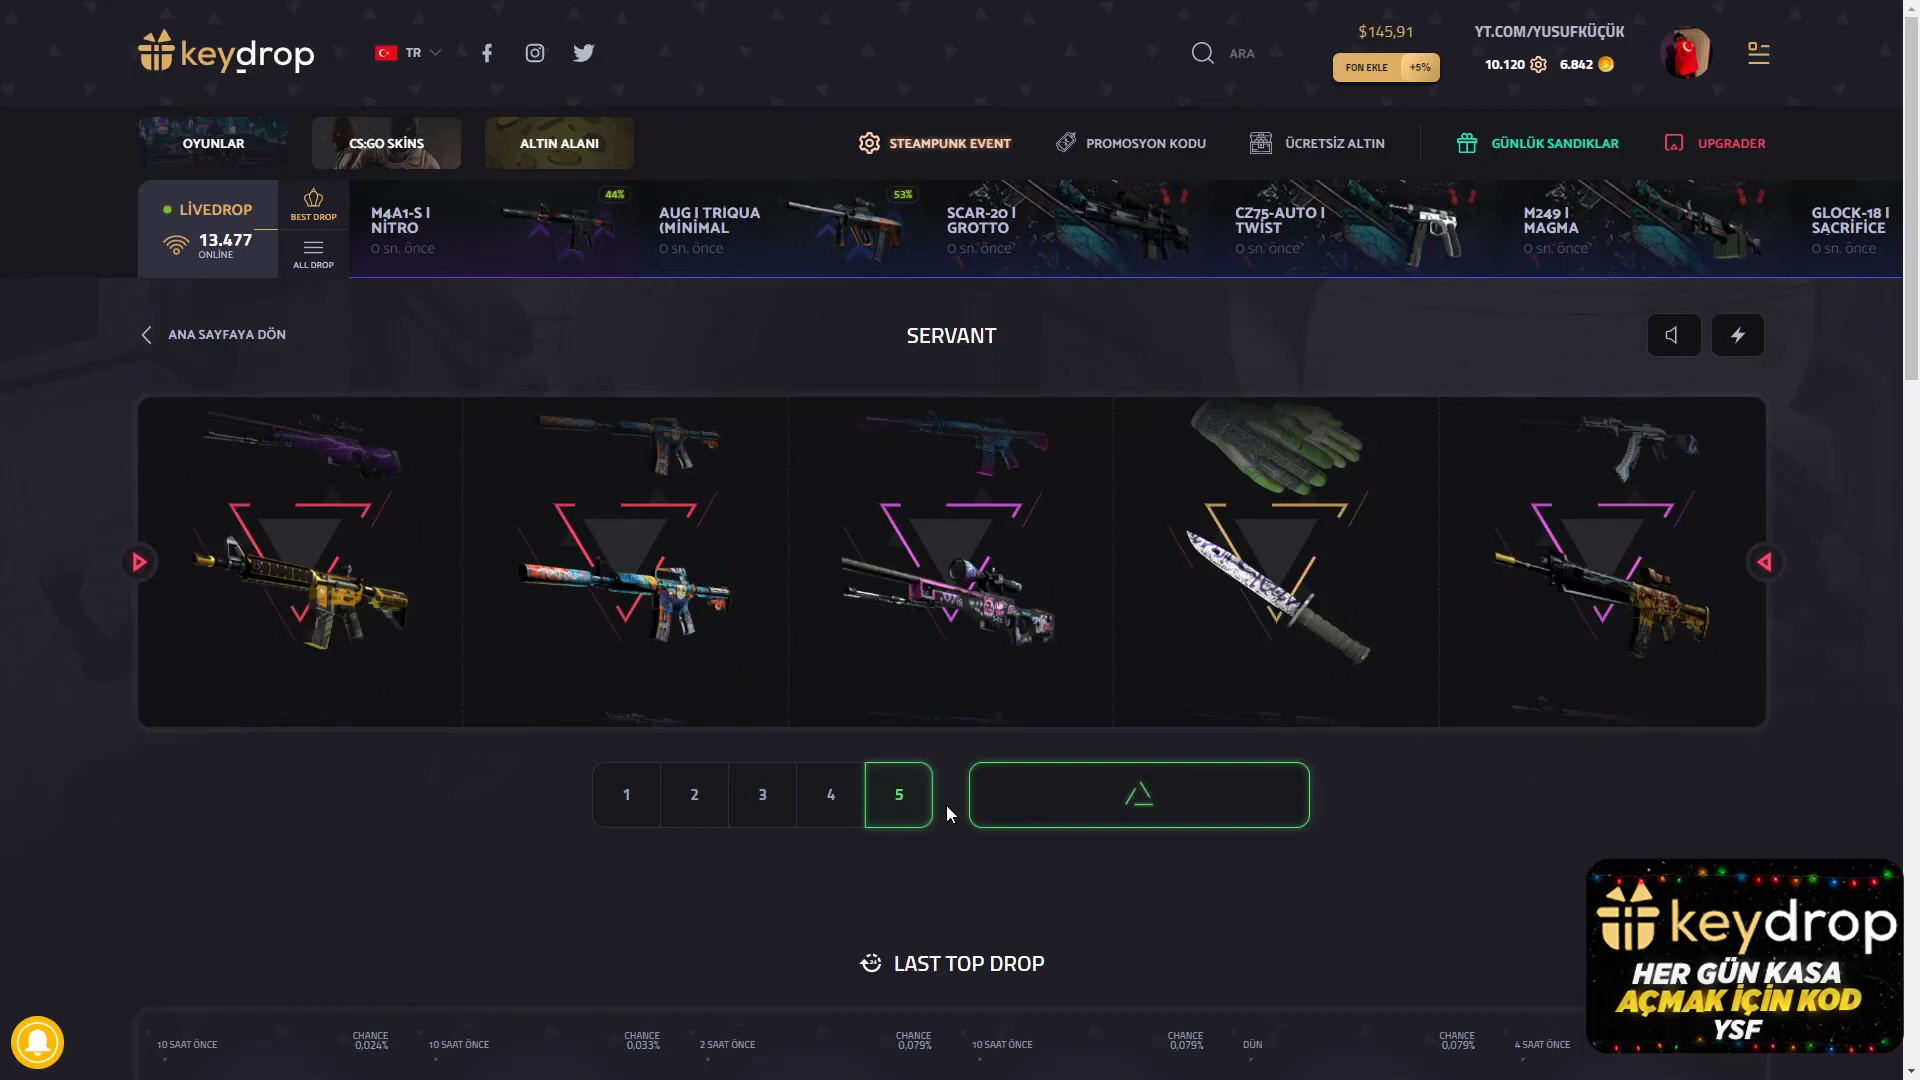 keydrop
TR
ARA
$145,91
FON EKLE
+5%
YT.COM/YUSUFKÜÇÜK
10.120
6.842
OYUNLAR
CS:GO SKİNS
ALTIN ALANI
STEAMPUNK EVENT
PROMOSYON KODU
ÜCRETSİZ ALTIN
GÜNLÜK SANDIKLAR
UPGRADER
LİVEDROP
13.477
ONLİNE
BEST DROP
ALL DROP
M4A1-S |
NİTRO
0 sn. önce
44%
AUG | TRİQUA
(MİNİMAL
0 sn. önce
53%
SCAR-20 |
GROTTO
0 sn. önce
CZ75-AUTO |
TWİST
0 sn. önce
M249 |
MAGMA
0 sn. önce
GLOCK-18 |
SACRİFİCE
0 sn. önce
ANA SAYFAYA DÖN
SERVANT
1
2
3
4
5
LAST TOP DROP
10 SAAT ÖNCE
CHANCE
0,024%
10 SAAT ÖNCE
CHANCE
0,033%
2 SAAT ÖNCE
CHANCE
0,079%
10 SAAT ÖNCE
CHANCE
0,079%
DÜN
CHANCE
0,079%
4 SAAT ÖNCE
keydrop
HER GÜN KASA
AÇMAK İÇİN KOD
YSF